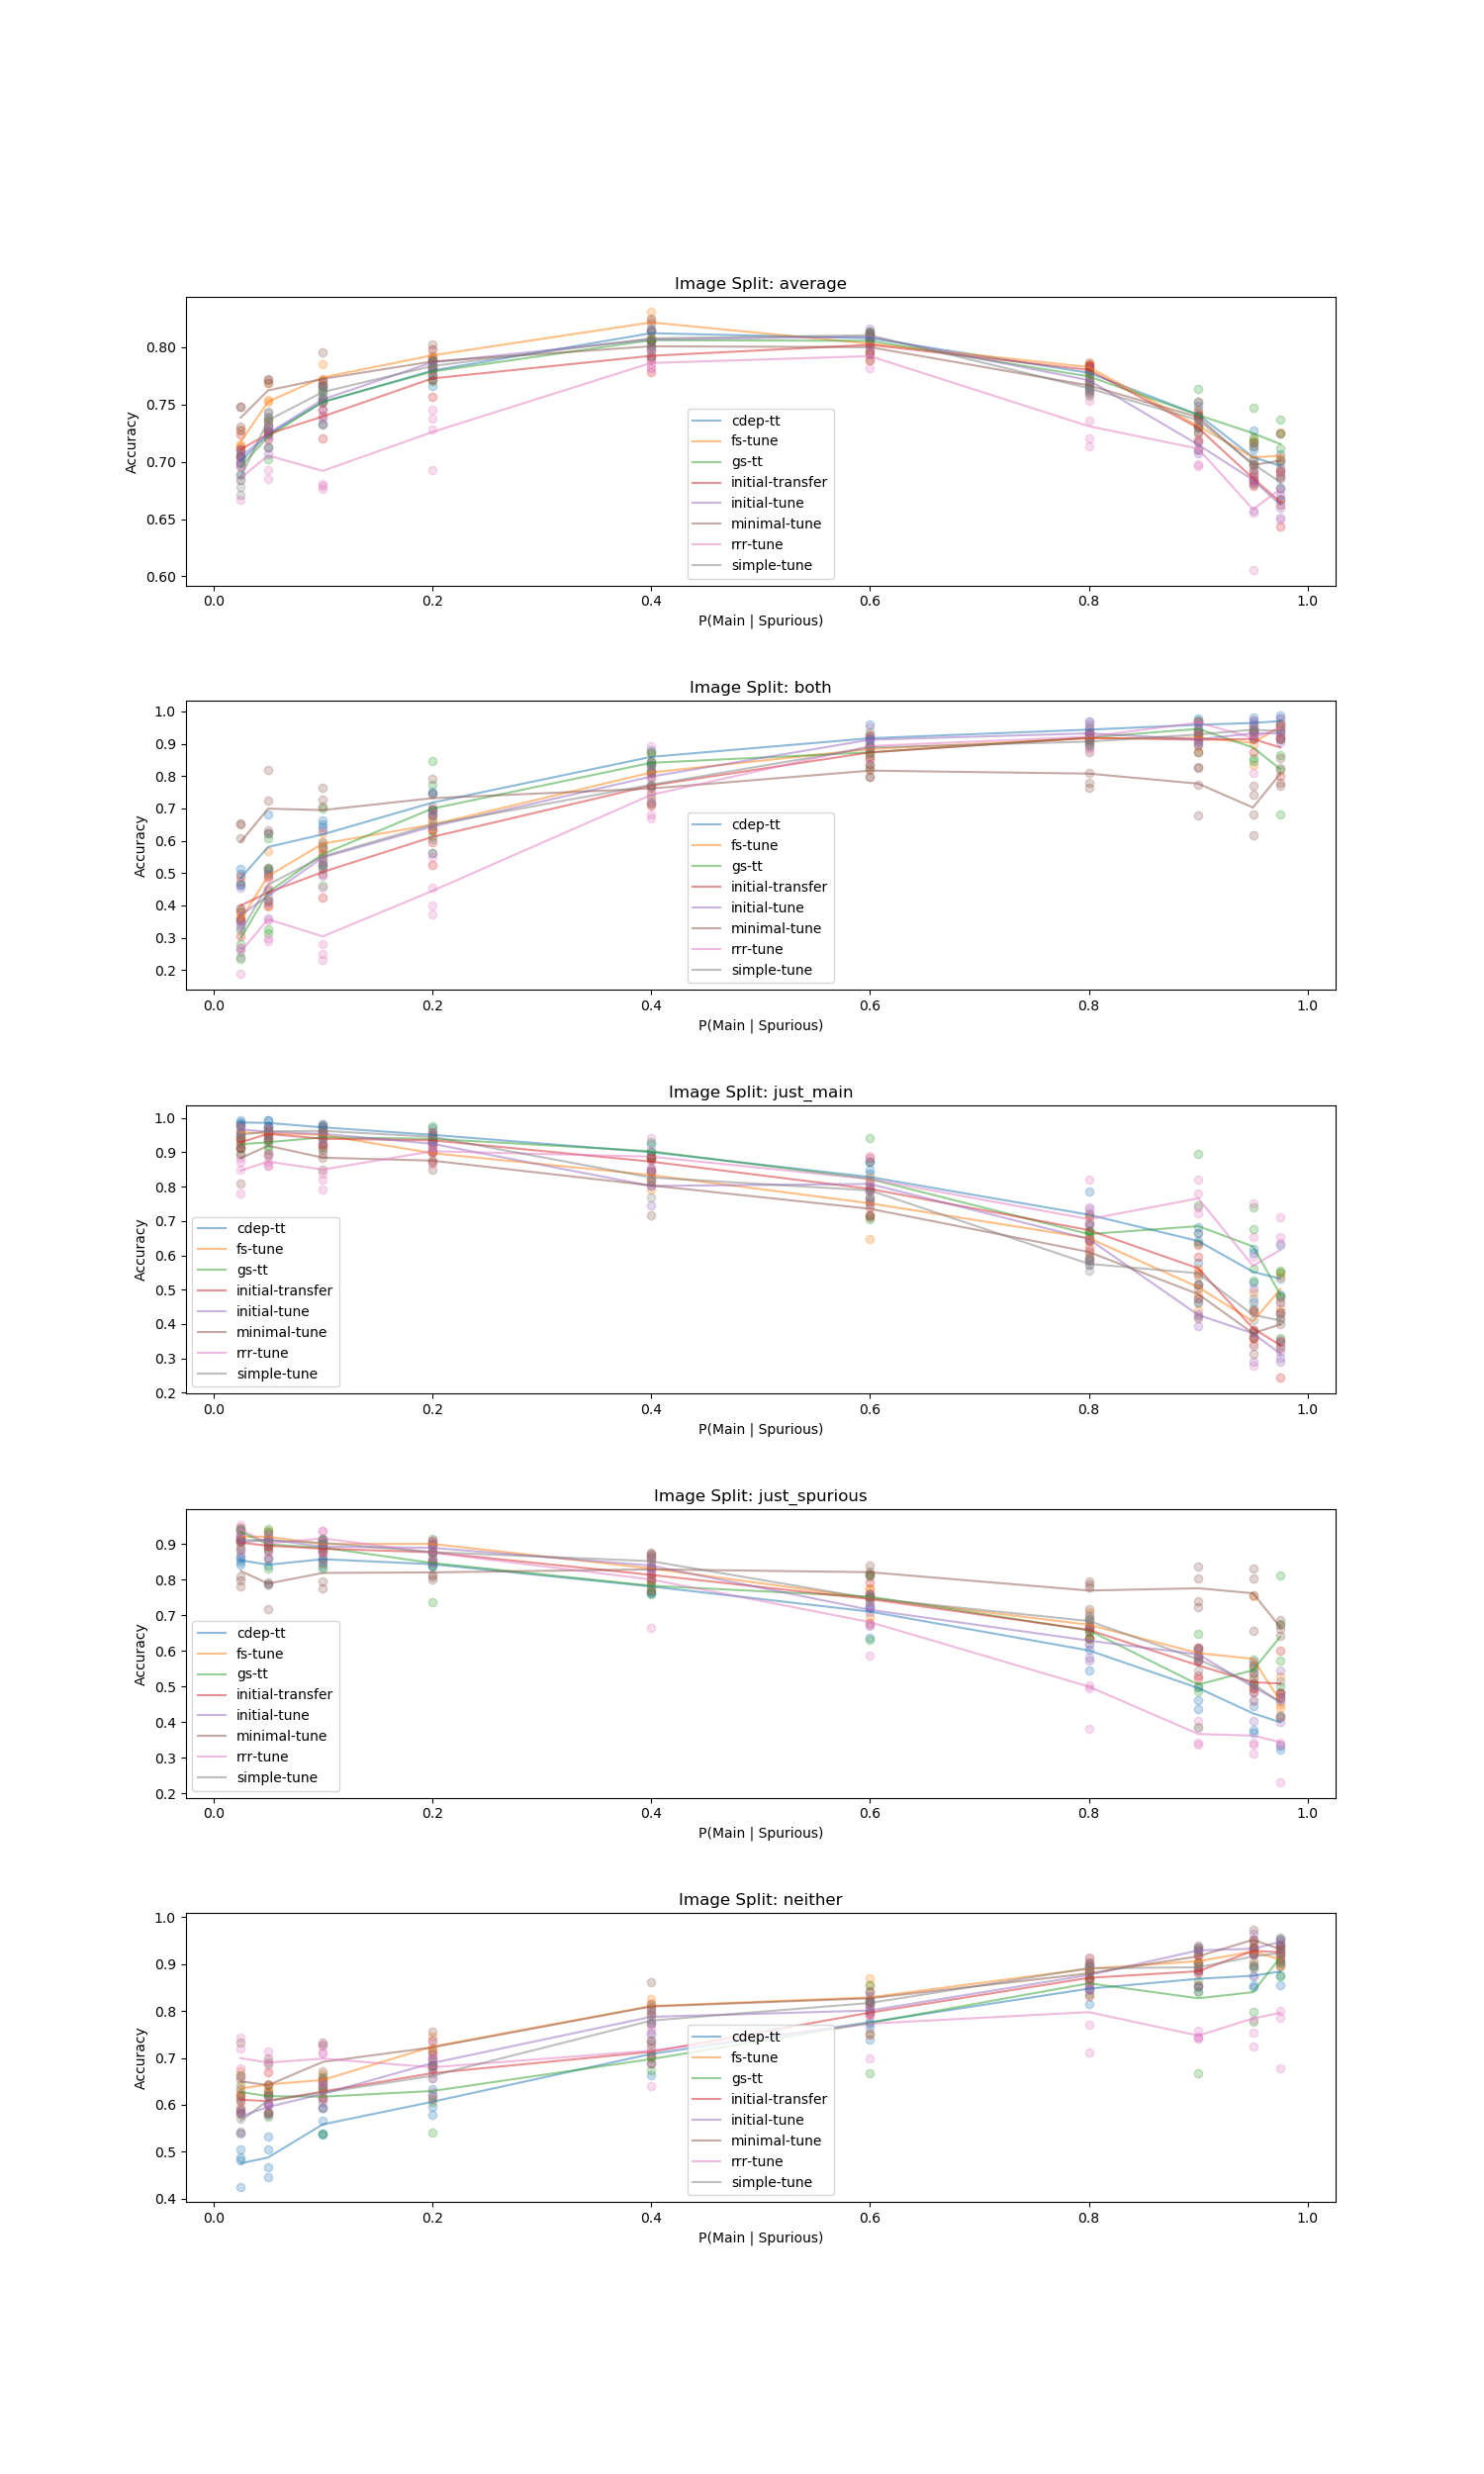 Image Split: average
Accuracy
0.80
0.75
0.70
0.65
0.60
cdep-tt
fs-tune
gs-tt
initial-transfer
initial-tune
minimal-tune
rrr-tune
simple-tune
0.0 0.2 0.4 0.6 0.8 1.0
P(Main | Spurious)
Image Split: both
Accuracy
1.0
0.9
0.8
0.7
0.6
0.5
0.4
0.3
0.2
cdep-tt
fs-tune
gs-tt
initial-transfer
initial-tune
minimal-tune
rrr-tune
simple-tune
0.0 0.2 0.4 0.6 0.8 1.0
P(Main | Spurious)
Image Split: just_main
Accuracy
1.0
0.9
0.8
0.7
0.6
0.5
0.4
0.3
0.2
cdep-tt
fs-tune
gs-tt
initial-transfer
initial-tune
minimal-tune
rrr-tune
simple-tune
0.0 0.2 0.4 0.6 0.8 1.0
P(Main | Spurious)
Image Split: just_spurious
Accuracy
0.9
0.8
0.7
0.6
0.5
0.4
0.3
0.2
cdep-tt
fs-tune
gs-tt
initial-transfer
initial-tune
minimal-tune
rrr-tune
simple-tune
0.0 0.2 0.4 0.6 0.8 1.0
P(Main | Spurious)
Image Split: neither
Accuracy
1.0
0.9
0.8
0.7
0.6
0.5
0.4
cdep-tt
fs-tune
gs-tt
initial-transfer
initial-tune
minimal-tune
rrr-tune
simple-tune
0.0 0.2 0.4 0.6 0.8 1.0
P(Main | Spurious)